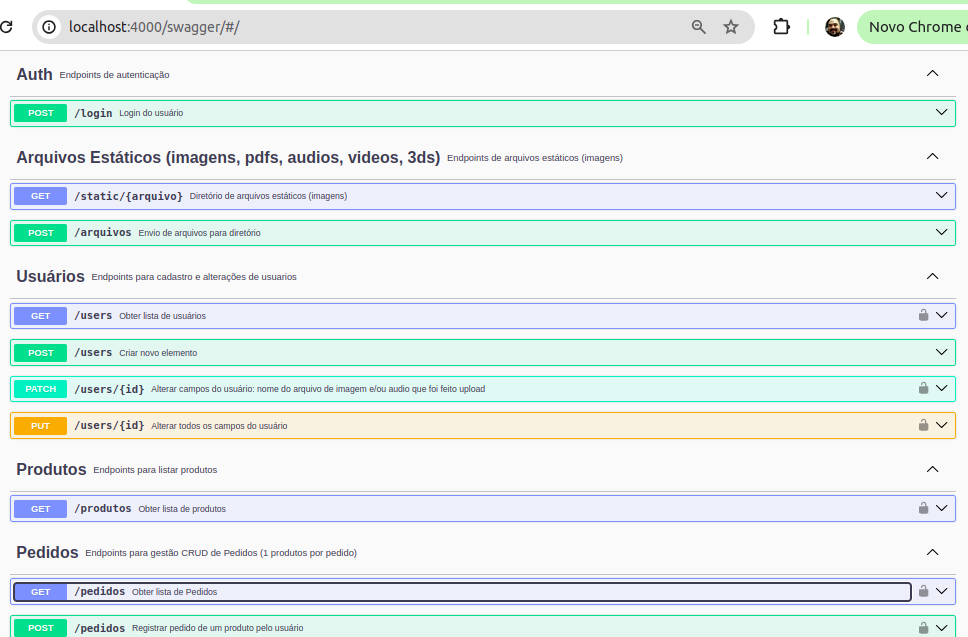 localhost:4000/swagger/#/
Novo Chrome
Auth Endpoints de autenticação
POST /login Login do usuário
Arquivos Estáticos (imagens, pdfs, audios, videos, 3ds) Endpoints de arquivos estáticos (imagens)
GET /static/{arquivo} Diretório de arquivos estáticos (imagens)
POST /arquivos Envio de arquivos para diretório
Usuários Endpoints para cadastro e alterações de usuarios
GET /users Obter lista de usuários
POST /users Criar novo elemento
PATCH /users/{id} Alterar campos do usuário: nome do arquivo de imagem e/ou audio que foi feito upload
PUT /users/{id} Alterar todos os campos do usuário
Produtos Endpoints para listar produtos
GET /produtos Obter lista de produtos
Pedidos Endpoints para gestão CRUD de Pedidos (1 produtos por pedido)
GET /pedidos Obter lista de Pedidos
POST /pedidos Registrar pedido de um produto pelo usuário